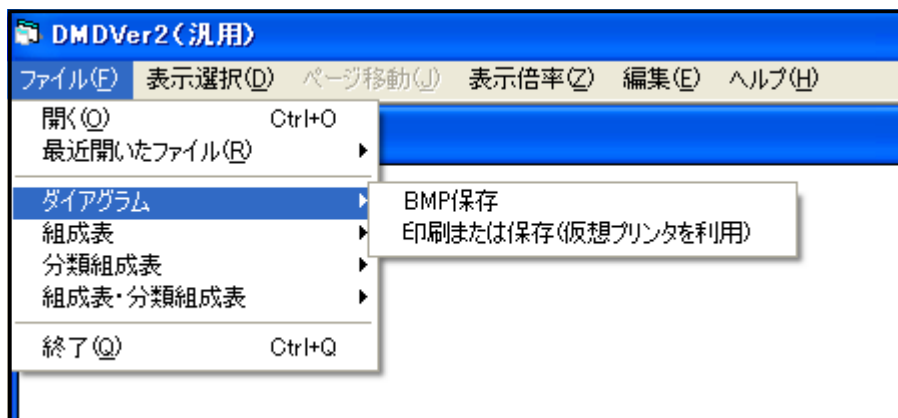 DMDVer2(汎用)
ファイル(F) 表示選択(D) ページ移動(J) 表示倍率(Z) 編集(E) ヘルプ(H)
開く(O) Ctrl+O
最近開いたファイル(R)
ダイアグラム
BMP保存
組成表
印刷または保存(仮想プリンタを利用)
分類組成表
組成表・分類組成表
終了(Q) Ctrl+Q